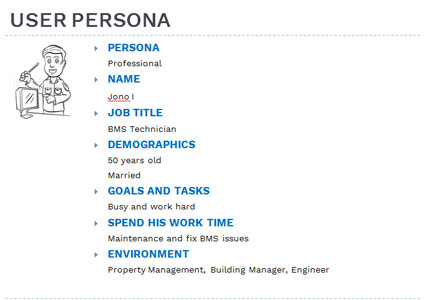 USER PERSONA
PERSONA
Professional
NAME
Jono I
JOB TITLE
BMS Technician
DEMOGRAPHICS
50 years old
Married
GOALS AND TASKS
Busy and work hard
SPEND HIS WORK TIME
Maintenance and fix BMS issues
ENVIRONMENT
Property Management, Building Manager, Engineer